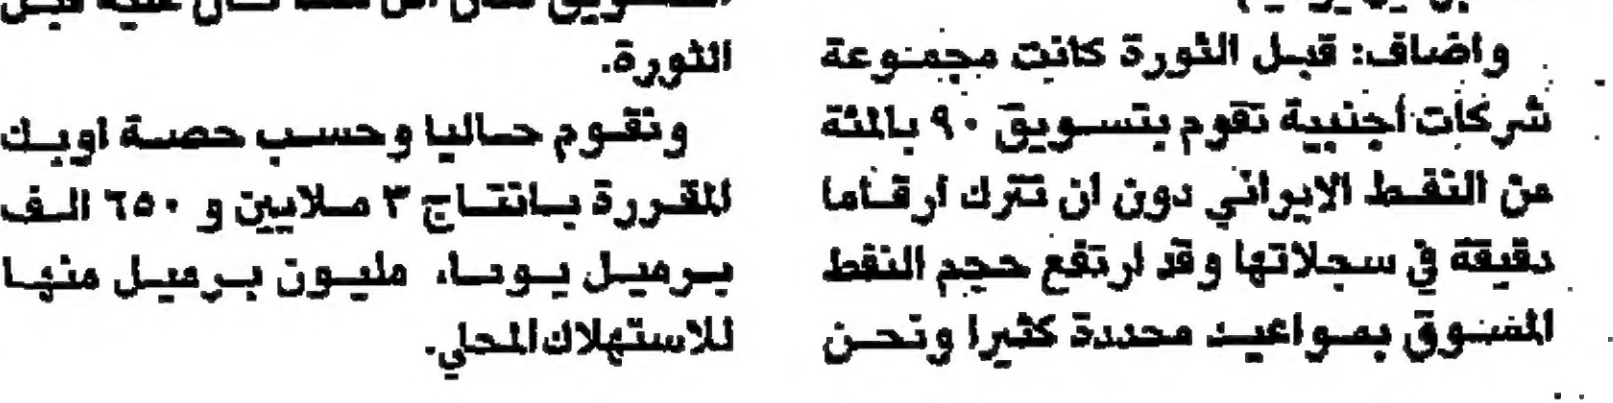 واضاف: قبل الثورة كانت مجموعة
شركات أجنبية تقوم بتسويق ٩٠ بالمئة
من النفط الايراني دون ان تترك ارقاما
دقيقة في سجلاتها وقد ارتفع حجم النفط
المسوق بمواعيد محددة كثيرا ونحن
الثورة.
ونقوم حاليا وحسب حصة اوبك
المقررة بانتاج ٣ ملايين و ٦٥٠ الف
برميل يوميا، مليون برميل منها
للاستهلاك المحلي.